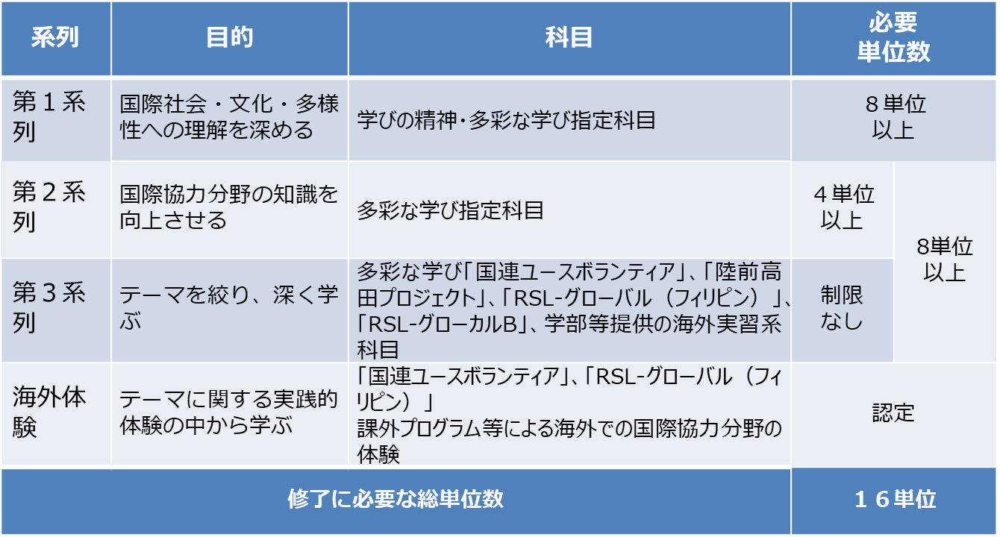 系列
目的
科目
必要
単位数
第１系
列
国際社会・文化・多様
性への理解を深める
学びの精神・多彩な学び指定科目
８単位
以上
第２系
列
国際協力分野の知識を
向上させる
多彩な学び指定科目
４単位
以上
8単位
以上
第３系
列
テーマを絞り、深く学
ぶ
多彩な学び「国連ユースボランティア」、「陸前高
田プロジェクト」、「RSL-グローバル（フィリピン）」、
「RSL-グローカルB」、学部等提供の海外実習系
科目
制限
なし
海外体
験
テーマに関する実践的
体験の中から学ぶ
「国連ユースボランティア」、「RSL-グローバル（フィ
リピン）」
課外プログラム等による海外での国際協力分野の
体験
認定
修了に必要な総単位数
１６単位